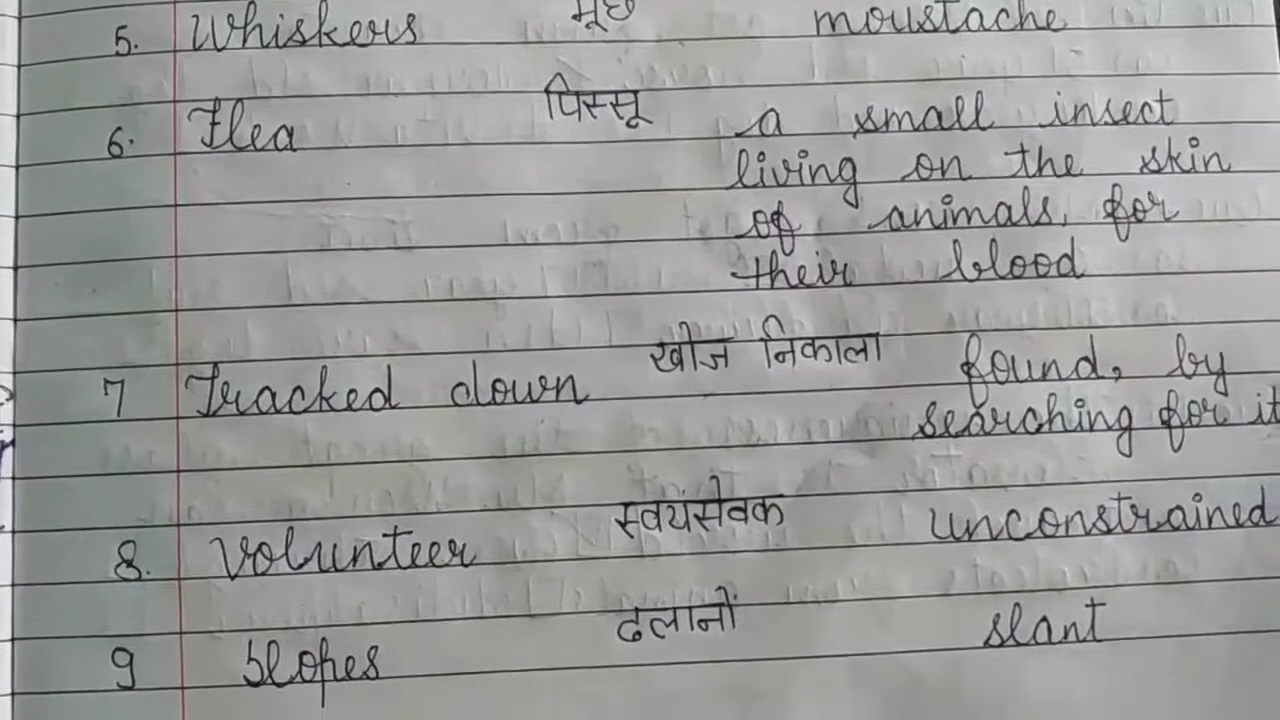 5. Whiskers मूछ moustache
6. Flea पिस्सू a small insect
living on the skin
of animals, for
their blood
7 Tracked down खोज निकाला found, by
searching for it
8. Volunteer स्वयंसेवक unconstrained
9 Slopes ढलानों slant